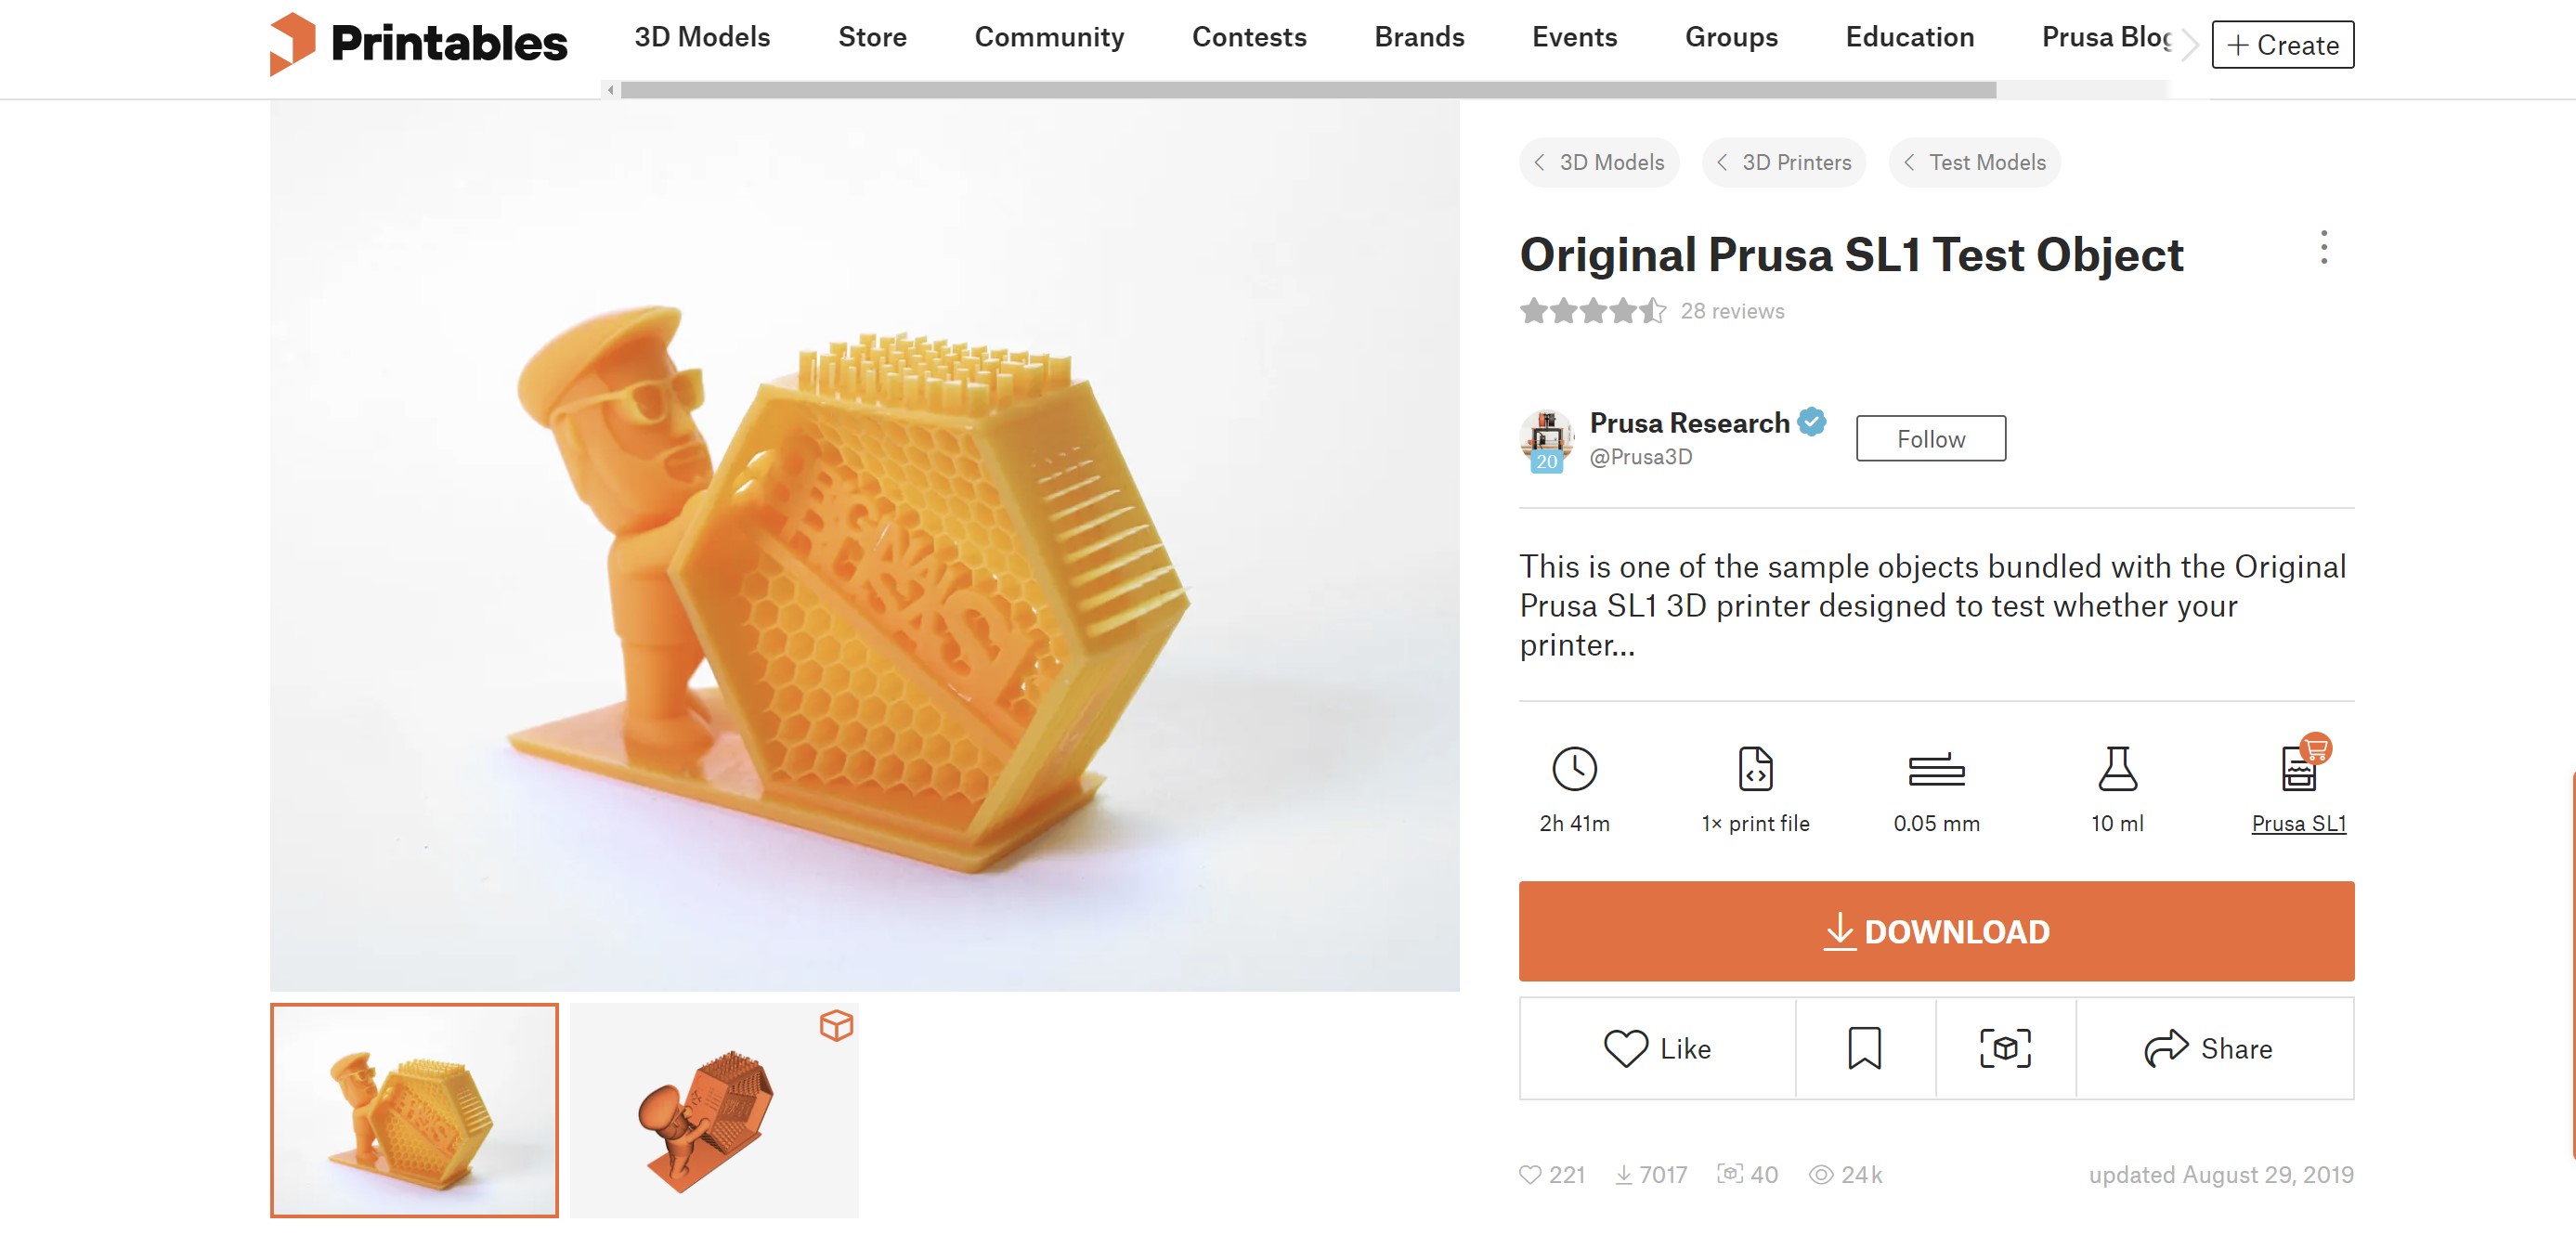 Printables
3D Models
Store
Community
Contests
Brands
Events
Groups
Education
Prusa Blog
+ Create
3D Models
3D Printers
Test Models
Original Prusa SL1 Test Object
28 reviews
Prusa Research
20
@Prusa3D
Follow
This is one of the sample objects bundled with the Original
Prusa SL1 3D printer designed to test whether your
printer...
2h 41m
1× print file
0.05 mm
10 ml
Prusa SL1
DOWNLOAD
Like
Share
221
7017
40
24k
updated August 29, 2019